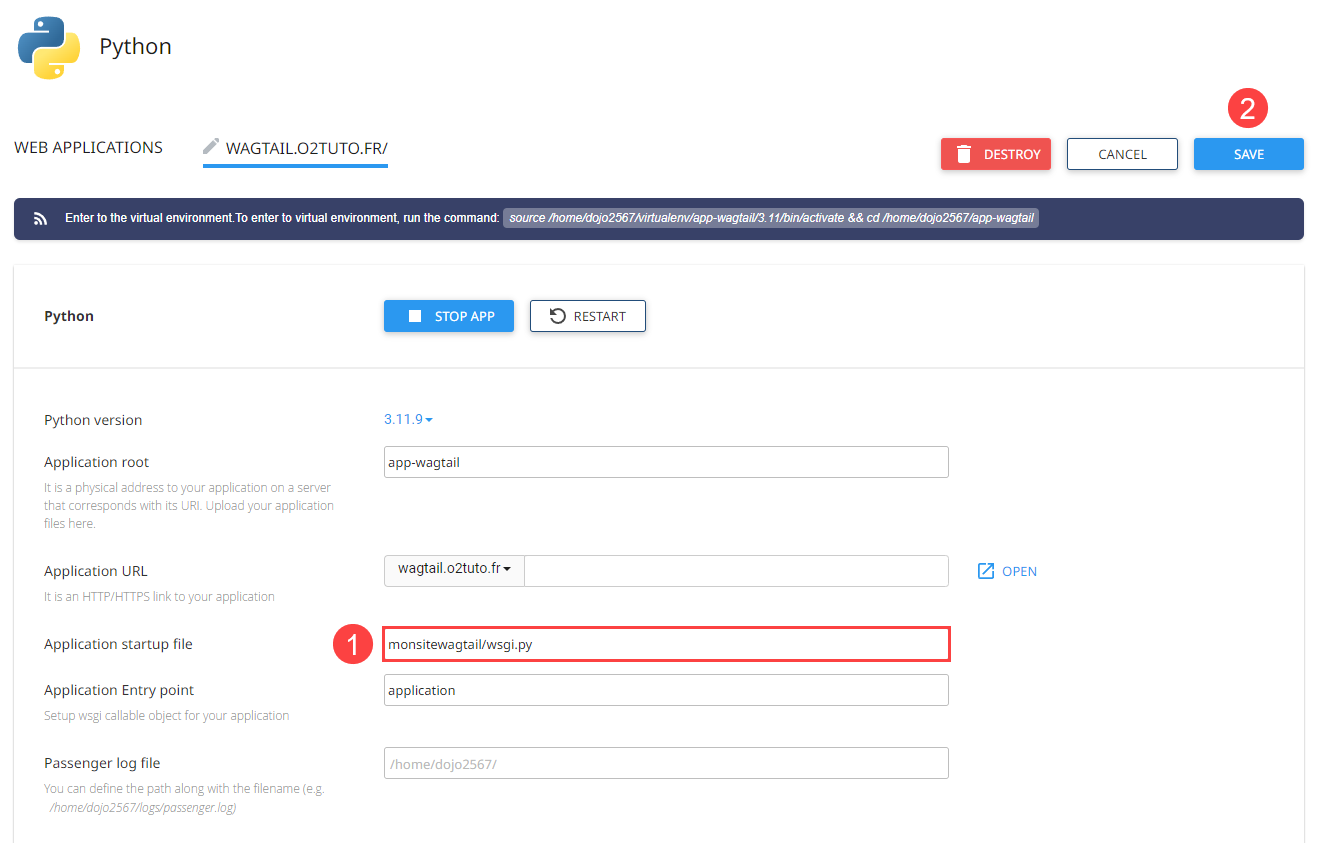 Python
2
WEB APPLICATIONS
WAGTAIL.O2TUTO.FR/
DESTROY
CANCEL
SAVE
Enter to the virtual environment.To enter to virtual environment, run the command: source /home/dojo2567/virtualenv/app-wagtail/3.11/bin/activate && cd /home/dojo2567/app-wagtail
Python
STOP APP
RESTART
Python version
3.11.9
Application root
app-wagtail
It is a physical address to your application on a server
that corresponds with its URI. Upload your application
files here.
Application URL
wagtail.o2tuto.fr
OPEN
It is an HTTP/HTTPS link to your application
Application startup file
1
monsitewagtail/wsgi.py
Application Entry point
application
Setup wsgi callable object for your application
Passenger log file
/home/dojo2567/
You can define the path along with the filename (e.g.
/home/dojo2567/logs/passenger.log)